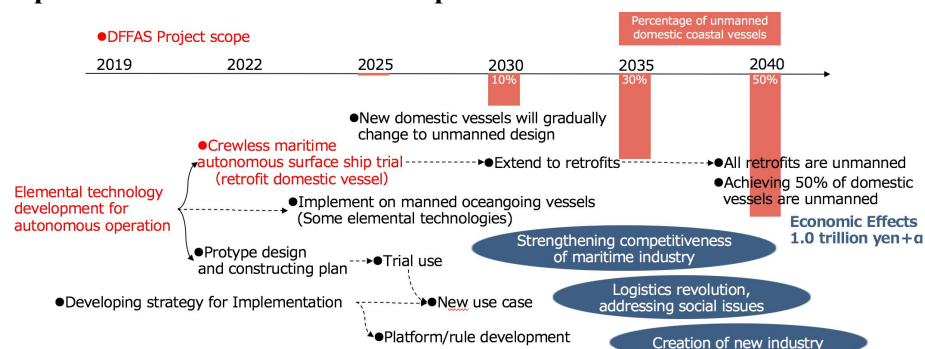 Percentage of unmanned
domestic coastal vessels
●DFFAS Project scope
2019 2022 2025 2030 2035 2040
10% 30% 50%
●New domestic vessels will gradually
change to unmanned design
●Crewless maritime
autonomous surface ship trial
(retrofit domestic vessel)
●Extend to retrofits
●All retrofits are unmanned
●Achieving 50% of domestic
vessels are unmanned
Elemental technology
development for
autonomous operation
●Implement on manned oceangoing vessels
(Some elemental technologies)
Economic Effects
1.0 trillion yen+α
●Protype design
and constructing plan
●Trial use
Strengthening competitiveness
of maritime industry
●Developing strategy for Implementation
●New use case
Logistics revolution,
addressing social issues
●Platform/rule development
Creation of new industry